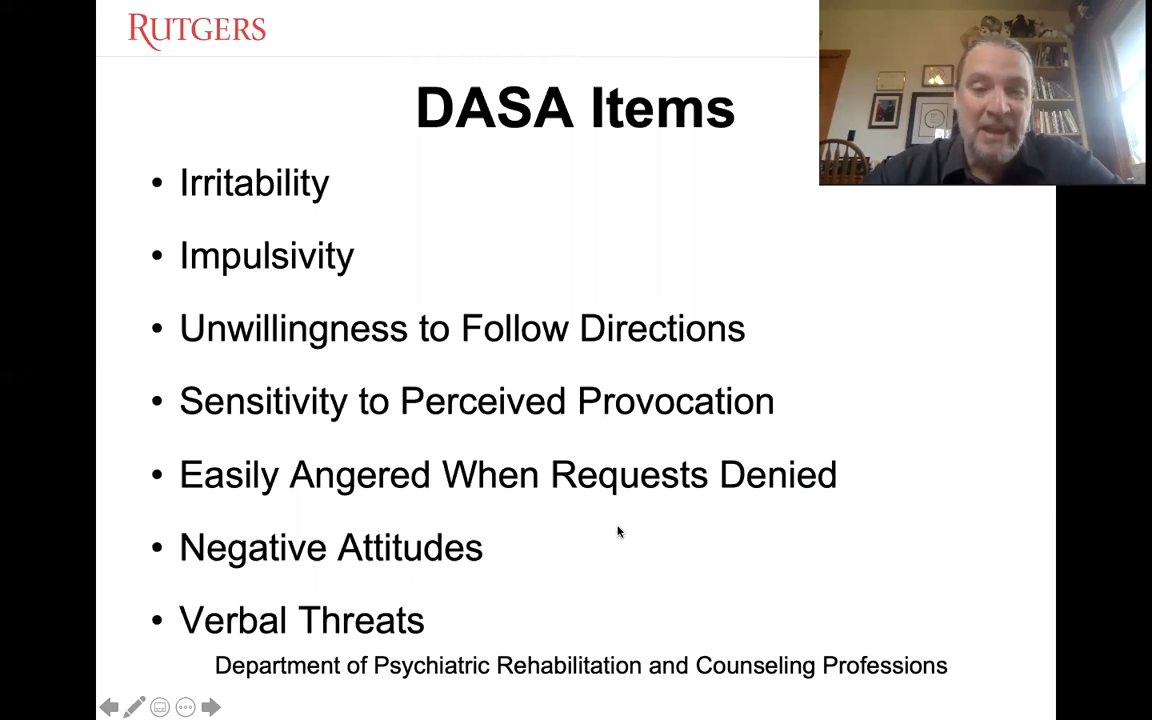 RUTGERS
DASA Items
• Irritability
• Impulsivity
• Unwillingness to Follow Directions
• Sensitivity to Perceived Provocation
• Easily Angered When Requests Denied
• Negative Attitudes
• Verbal Threats
Department of Psychiatric Rehabilitation and Counseling Professions